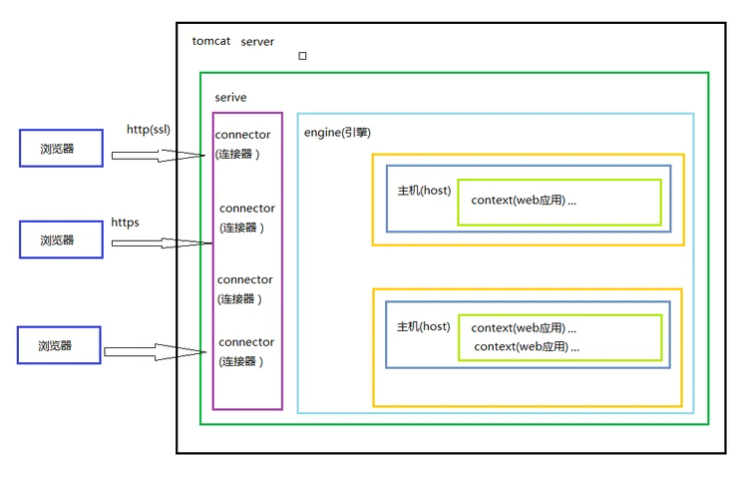 tomcat server
serive
http(ssl)
浏览器
connector
(连接器 )
engine(引擎)
主机(host)
context(web应用) ...
https
浏览器
connector
(连接器 )
connector
(连接器 )
浏览器
connector
(连接器 )
主机(host)
context(web应用) ...
context(web应用) ...